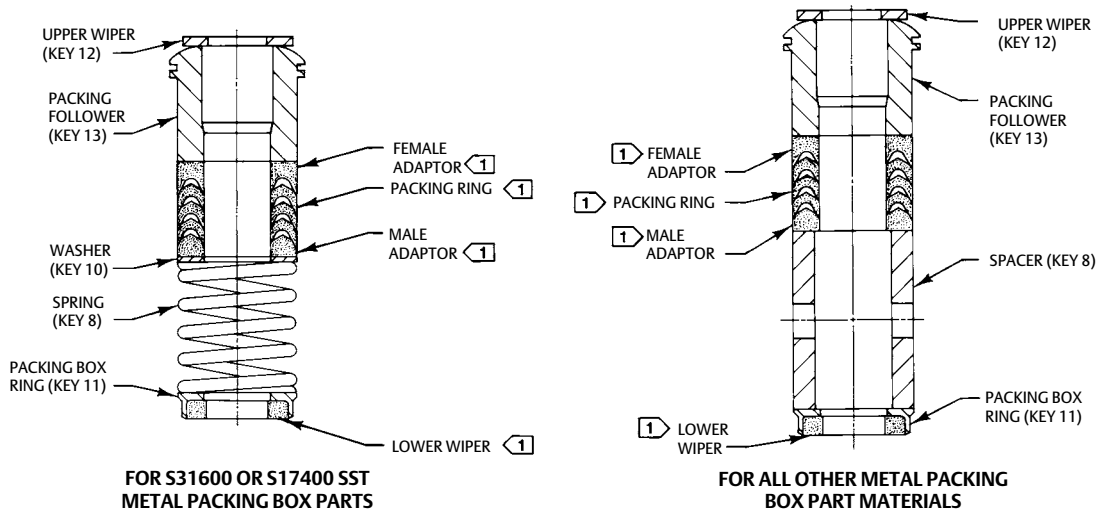 UPPER WIPER
(KEY 12)
PACKING
FOLLOWER
(KEY 13)
FEMALE
ADAPTOR 1
PACKING RING 1
MALE
ADAPTOR 1
WASHER
(KEY 10)
SPRING
(KEY 8)
PACKING BOX
RING (KEY 11)
LOWER WIPER 1
FOR S31600 OR S17400 SST
METAL PACKING BOX PARTS
UPPER WIPER
(KEY 12)
PACKING
FOLLOWER
(KEY 13)
1 FEMALE
ADAPTOR
1 PACKING RING
1 MALE
ADAPTOR
SPACER (KEY 8)
PACKING BOX
RING (KEY 11)
1 LOWER
WIPER
FOR ALL OTHER METAL PACKING
BOX PART MATERIALS